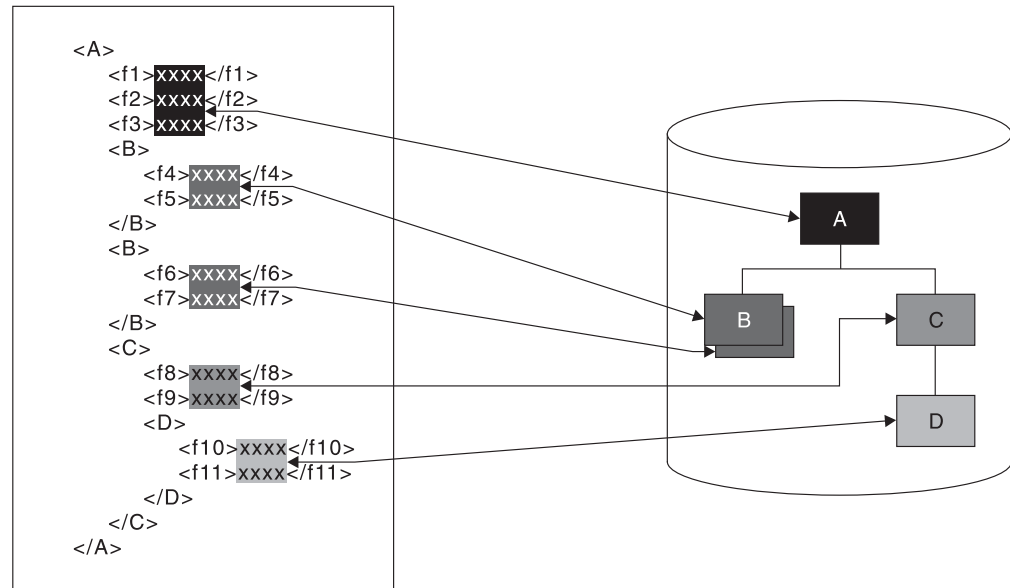 <A>
<f1>xxxx</f1>
<f2>xxxx</f2>
<f3>xxxx</f3>
<B>
<f4>xxxx</f4>
<f5>xxxx</f5>
</B>
<B>
<f6>xxxx</f6>
<f7>xxxx</f7>
</B>
<C>
<f8>xxxx</f8>
<f9>xxxx</f9>
<D>
<f10>xxxx</f10>
<f11>xxxx</f11>
</D>
</C>
</A>
A
B
C
D